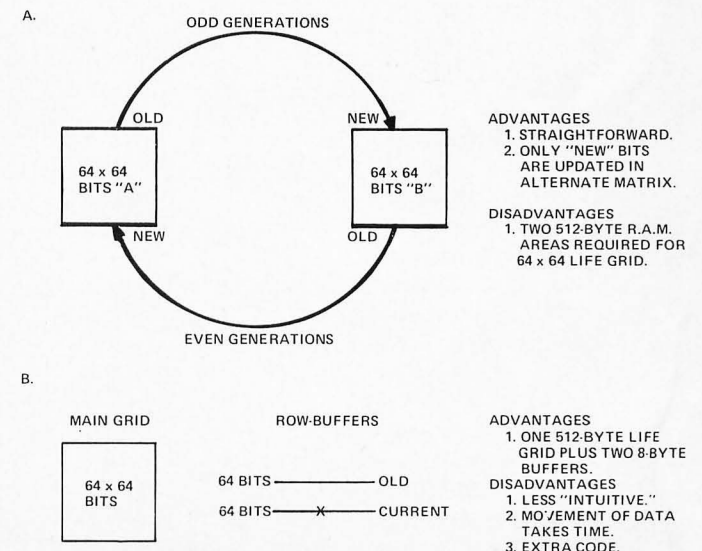 A.
ODD GENERATIONS
OLD
NEW
64 x 64
BITS "A"
64 x 64
BITS "B"
NEW
OLD
EVEN GENERATIONS
ADVANTAGES
1. STRAIGHTFORWARD.
2. ONLY "NEW" BITS
ARE UPDATED IN
ALTERNATE MATRIX.
DISADVANTAGES
1. TWO 512-BYTE R.A.M.
AREAS REQUIRED FOR
64 x 64 LIFE GRID.
B.
MAIN GRID
64 x 64
BITS
ROW-BUFFERS
64 BITS OLD
64 BITS X CURRENT
ADVANTAGES
1. ONE 512-BYTE LIFE
GRID PLUS TWO 8-BYTE
BUFFERS.
DISADVANTAGES
1. LESS "INTUITIVE."
2. MOVEMENT OF DATA
TAKES TIME.
3. EXTRA CODE.